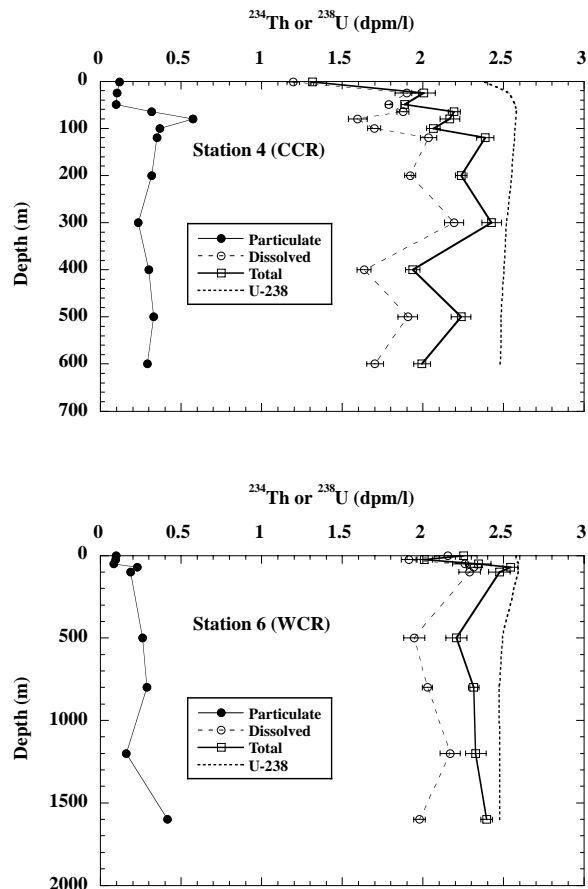 ²³⁴Th or ²³⁸U (dpm/l)
0 0.5 1 1.5 2 2.5 3
0
100
200
300
400
500
600
700
Depth (m)
Station 4 (CCR)
Particulate
Dissolved
Total
U-238
²³⁴Th or ²³⁸U (dpm/l)
0 0.5 1 1.5 2 2.5 3
0
500
1000
1500
2000
Depth (m)
Station 6 (WCR)
Particulate
Dissolved
Total
U-238